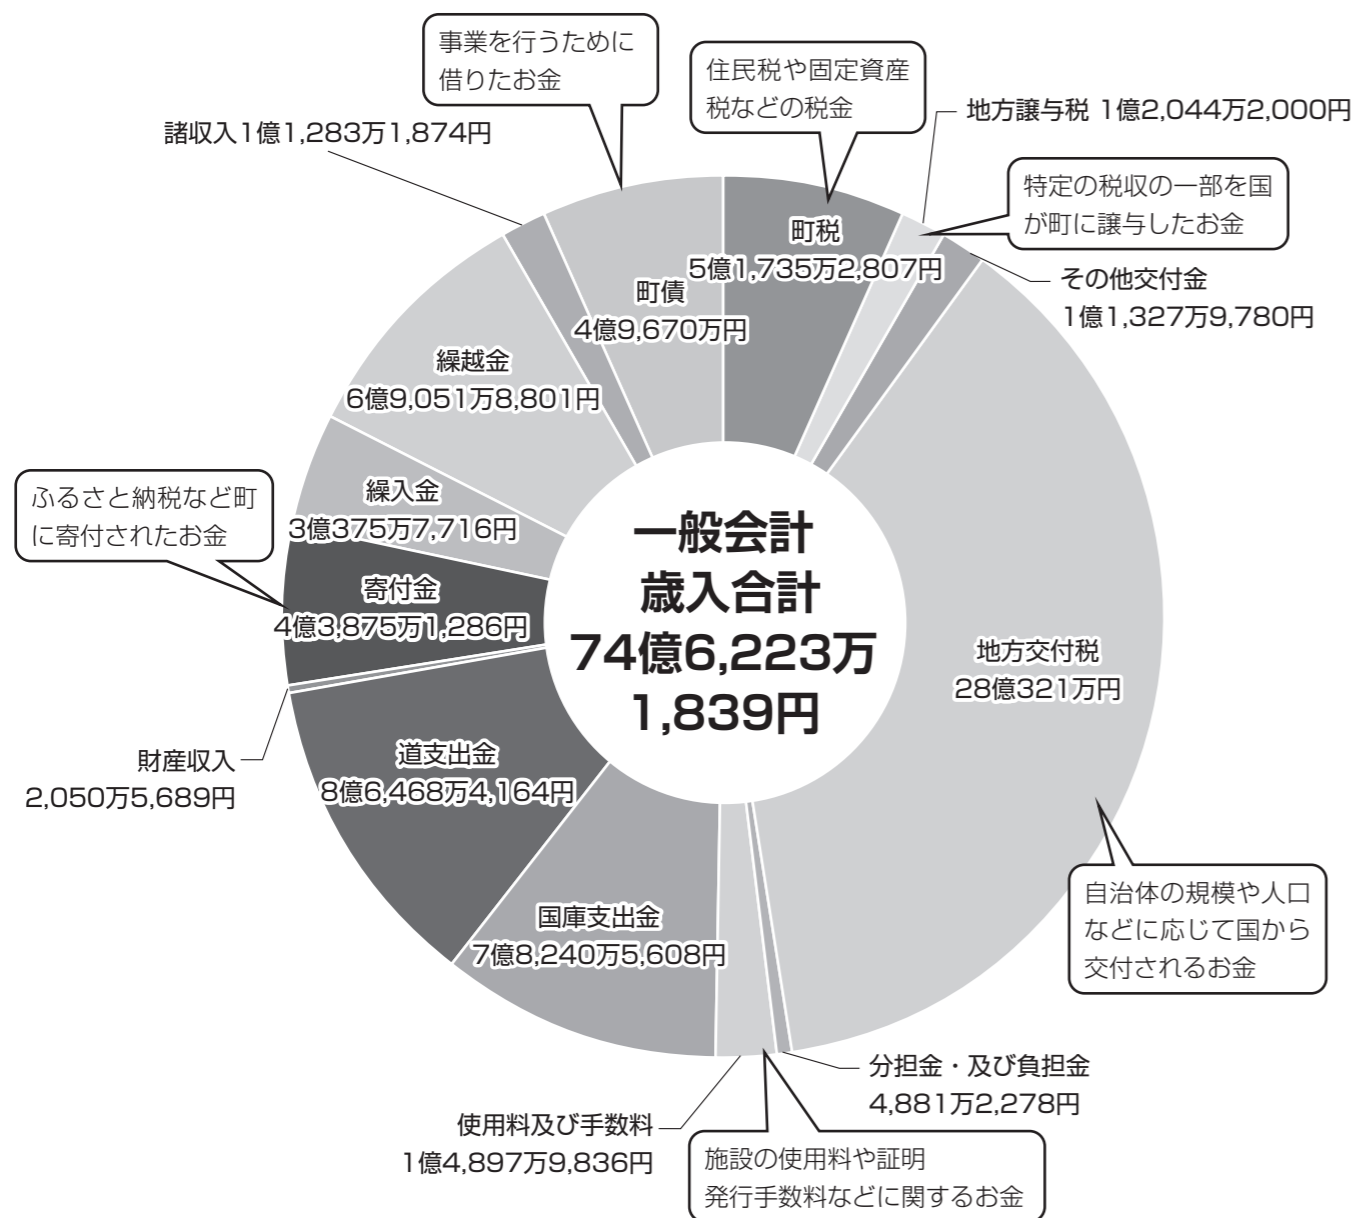 事業を行うために
借りたお金
住民税や固定資産
税などの税金
諸収入1億1,283万1,874円
地方譲与税 1億2,044万2,000円
特定の税収の一部を国
が町に譲与したお金
町税
5億1,735万2,807円
その他交付金
1億1,327万9,780円
町債
4億9,670万円
繰越金
6億9,051万8,801円
ふるさと納税など町
に寄付されたお金
繰入金
3億375万7,716円
寄付金
4億3,875万1,286円
一般会計
歳入合計
74億6,223万
1,839円
地方交付税
28億321万円
財産収入
2,050万5,689円
道支出金
8億6,468万4,164円
自治体の規模や人口
などに応じて国から
交付されるお金
国庫支出金
7億8,240万5,608円
分担金・及び負担金
4,881万2,278円
使用料及び手数料
1億4,897万9,836円
施設の使用料や証明
発行手数料などに関するお金